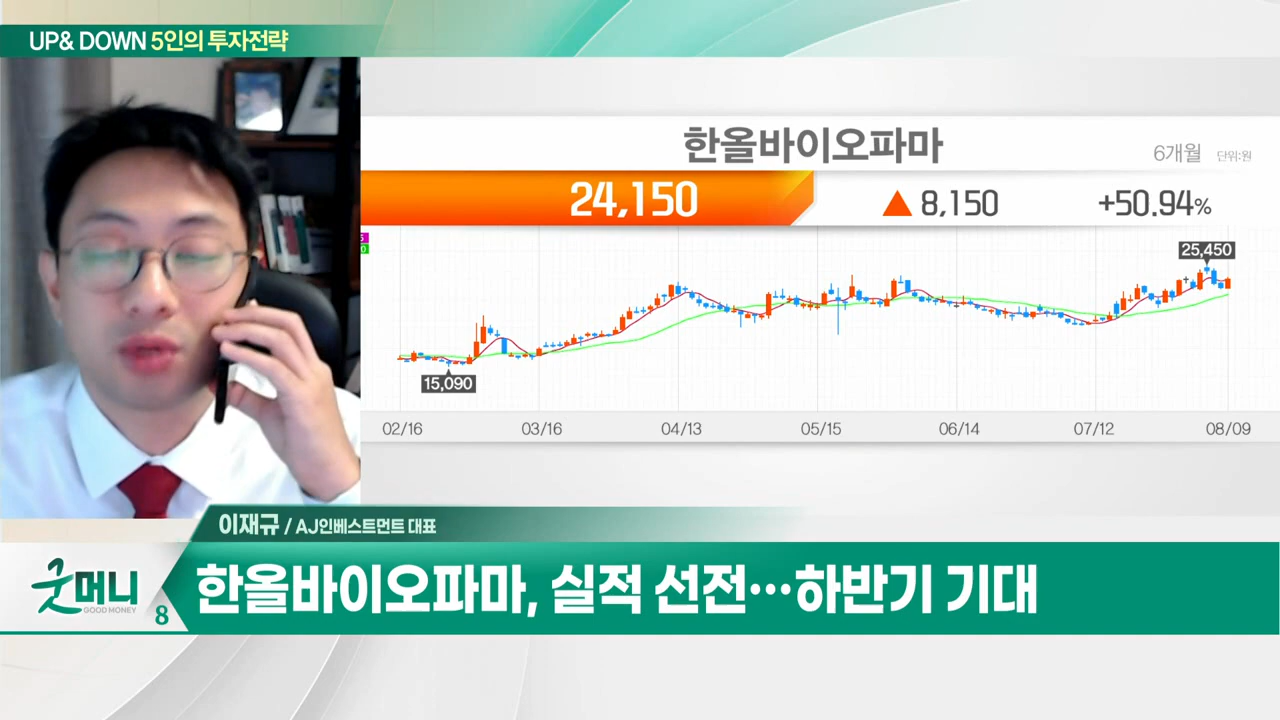 UP& DOWN 5인의 투자전략
한올바이오파마
6개월 단위:원
24,150 ▲ 8,150 +50.94%
25,450
15,090
02/16 03/16 04/13 05/15 06/14 07/12 08/09
이재규 / AJ인베스트먼트 대표
굿머니
GOOD MONEY
8
한올바이오파마, 실적 선전…하반기 기대